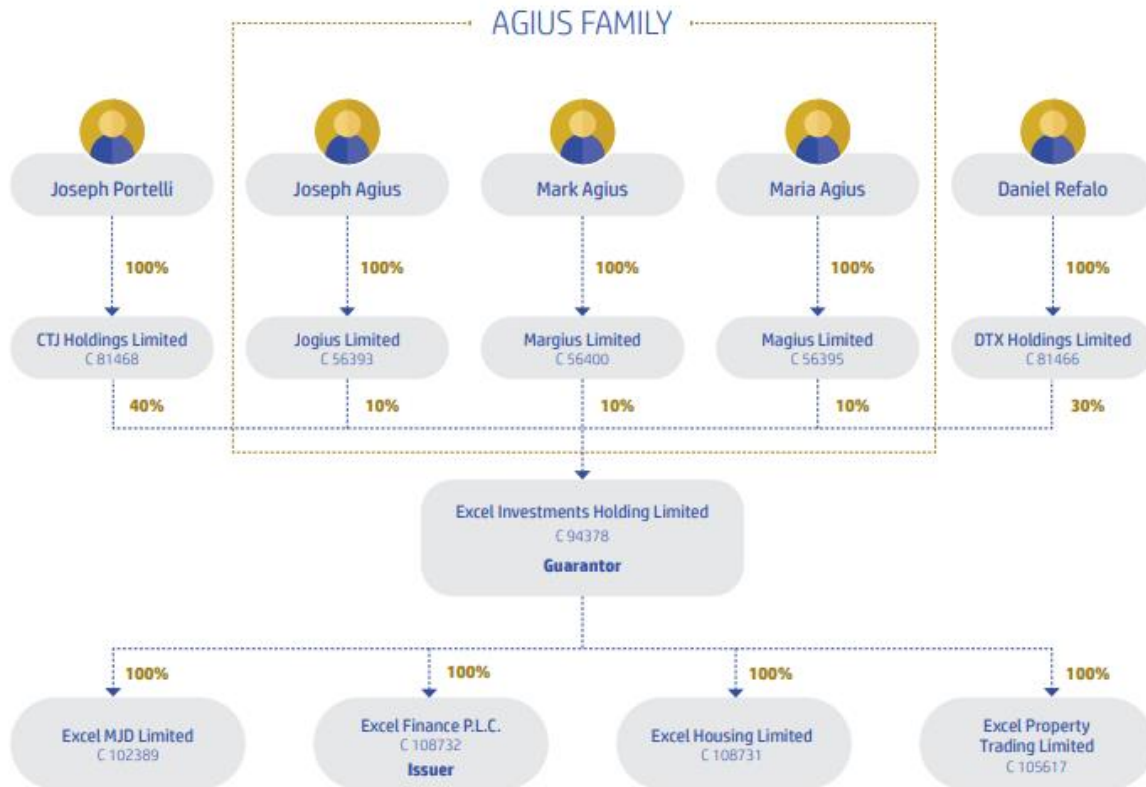 AGIUS FAMILY
Joseph Portelli
Joseph Agius
Mark Agius
Maria Agius
Daniel Refalo
100%
100%
100%
100%
100%
CTJ Holdings Limited
C 81468
Jogius Limited
C 56393
Margius Limited
C 56400
Magius Limited
C 56395
DTX Holdings Limited
C 81466
40%
10%
10%
10%
30%
Excel Investments Holding Limited
C 94378
Guarantor
100%
100%
100%
100%
Excel MJD Limited
C 102389
Excel Finance P.L.C.
C 108732
Issuer
Excel Housing Limited
C 108731
Excel Property
Trading Limited
C 105617